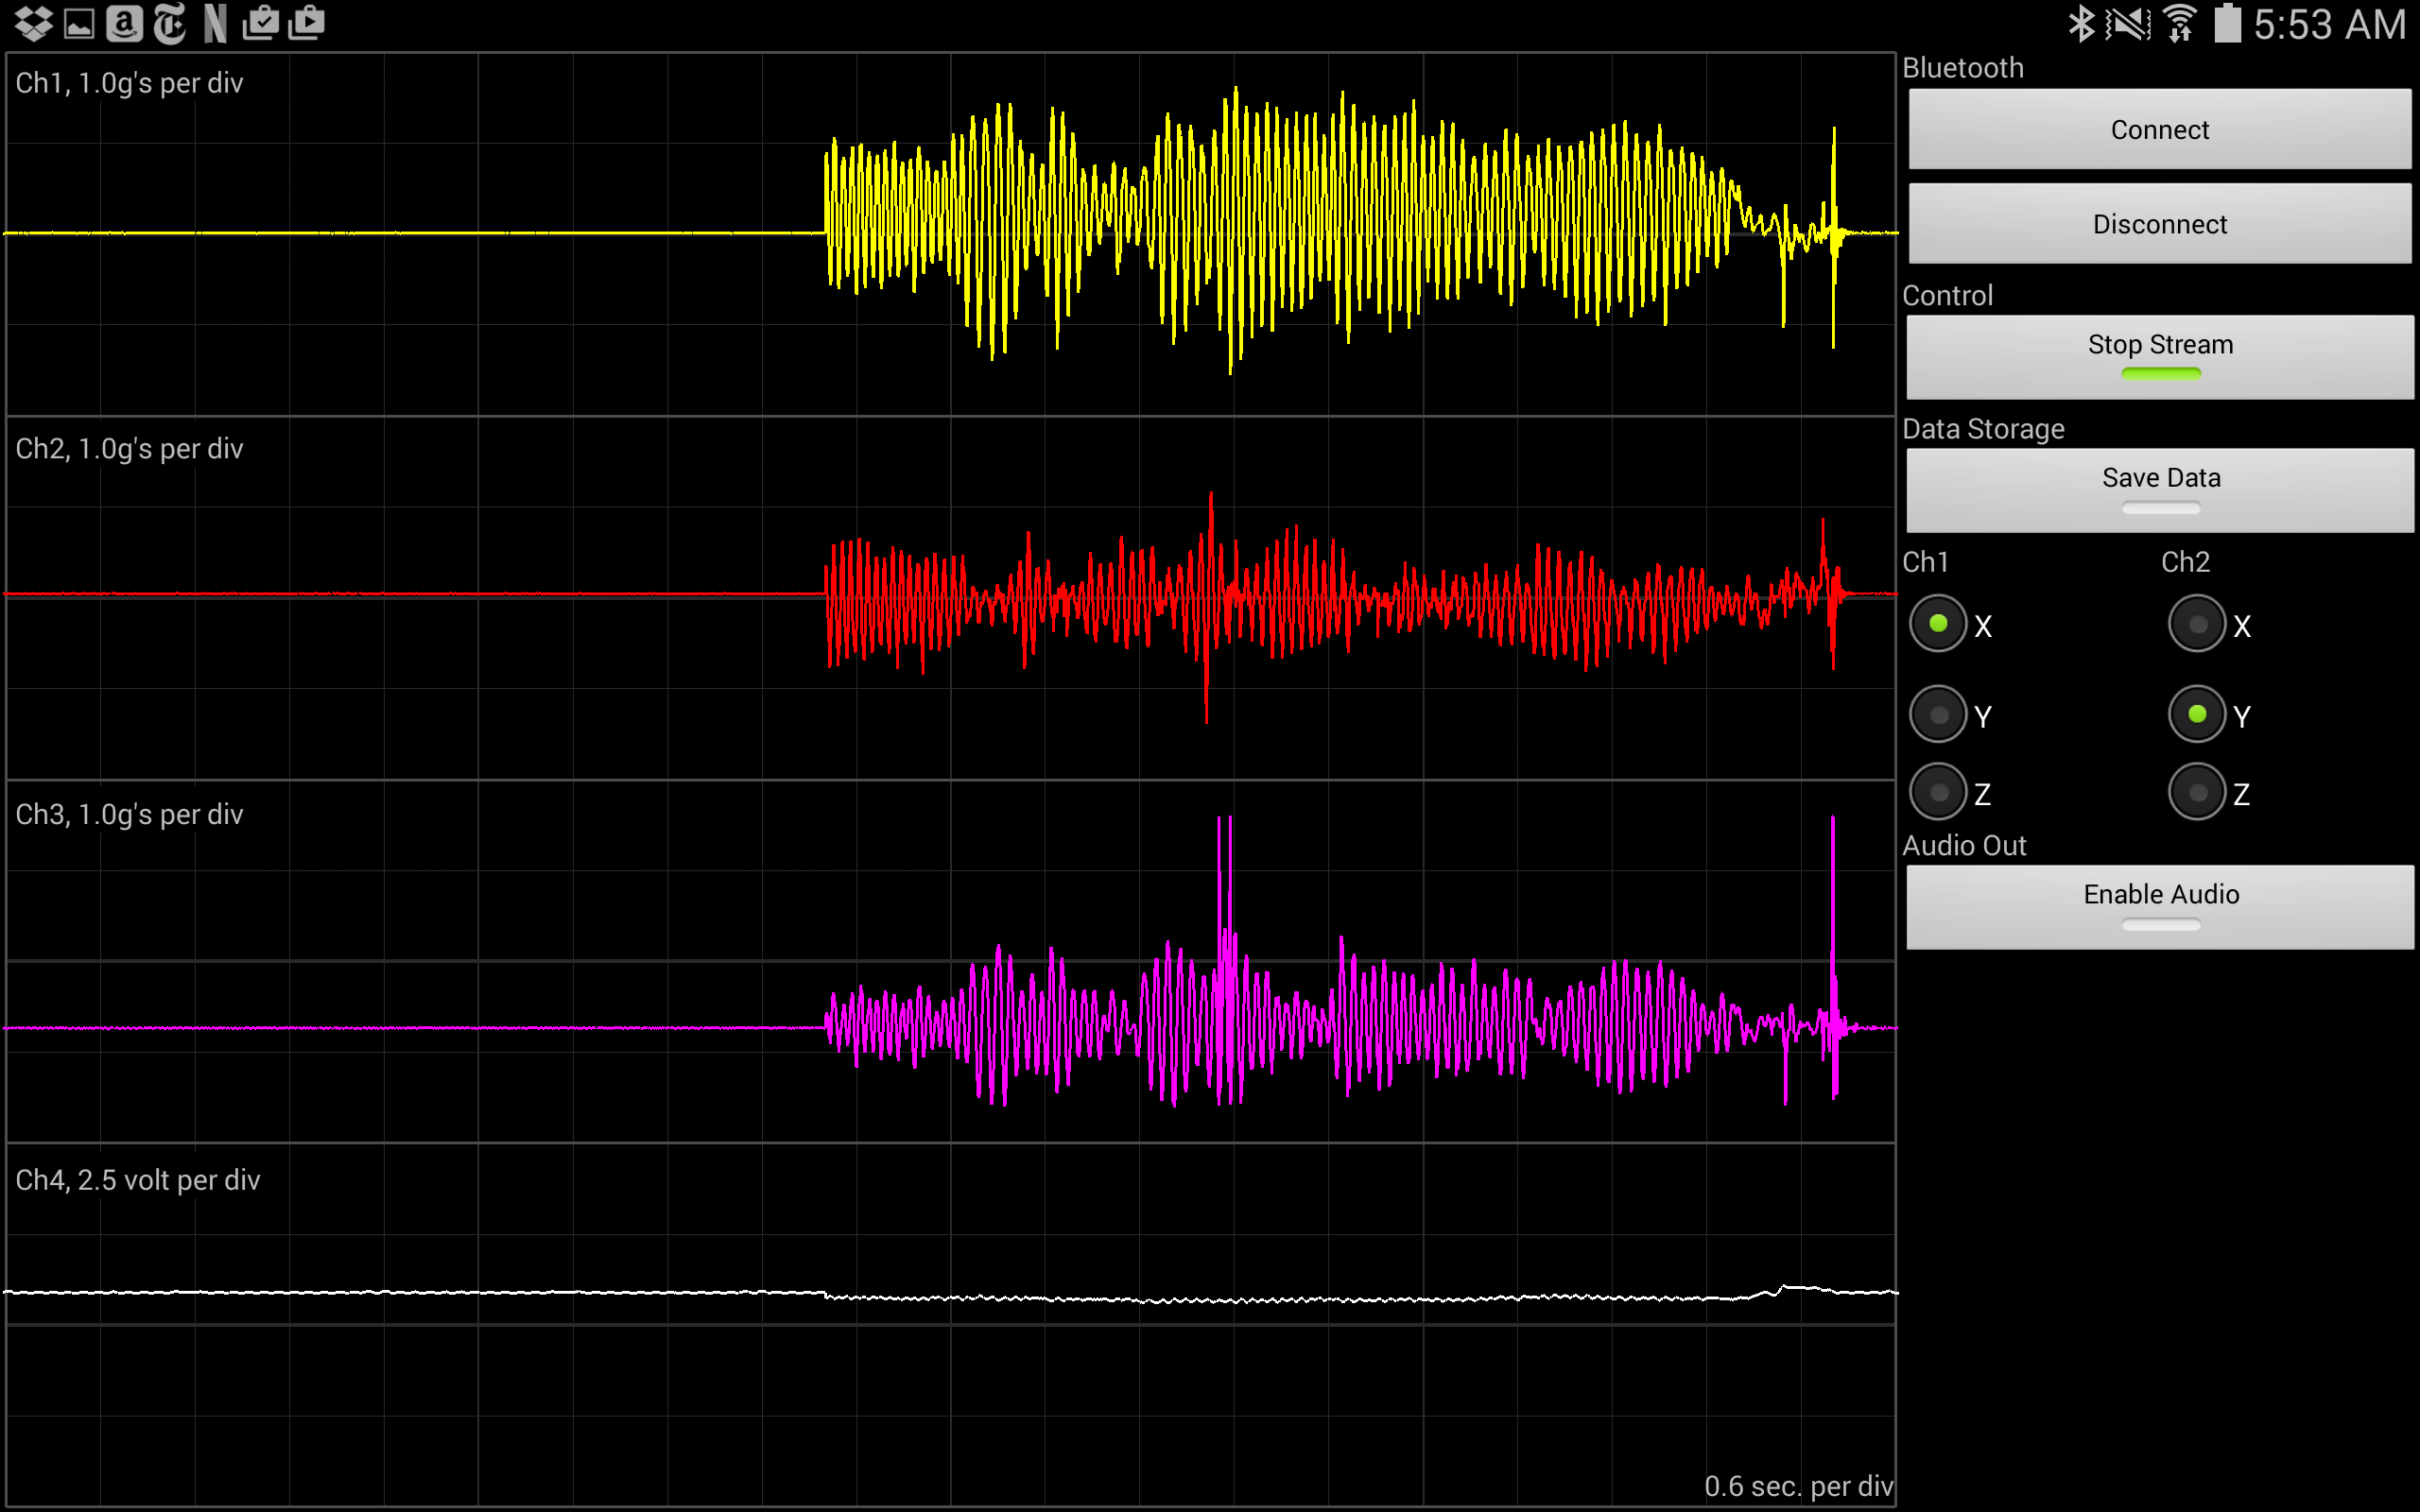 5:53 AM
Ch1, 1.0g's per div
Ch2, 1.0g's per div
Ch3, 1.0g's per div
Ch4, 2.5 volt per div
0.6 sec. per div
Bluetooth
Connect
Disconnect
Control
Stop Stream
Data Storage
Save Data
Ch1 Ch2
X X
Y Y
Z Z
Audio Out
Enable Audio